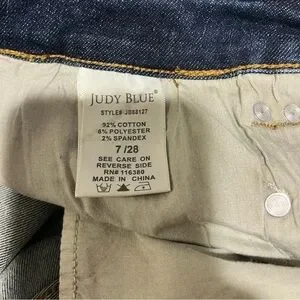 JUDY BLUE®
STYLE# JB88127
92% COTTON
6% POLYESTER
2% SPANDEX
7 /28
SEE CARE ON
REVERSE SIDE
RN# 116380
MADE IN CHINA